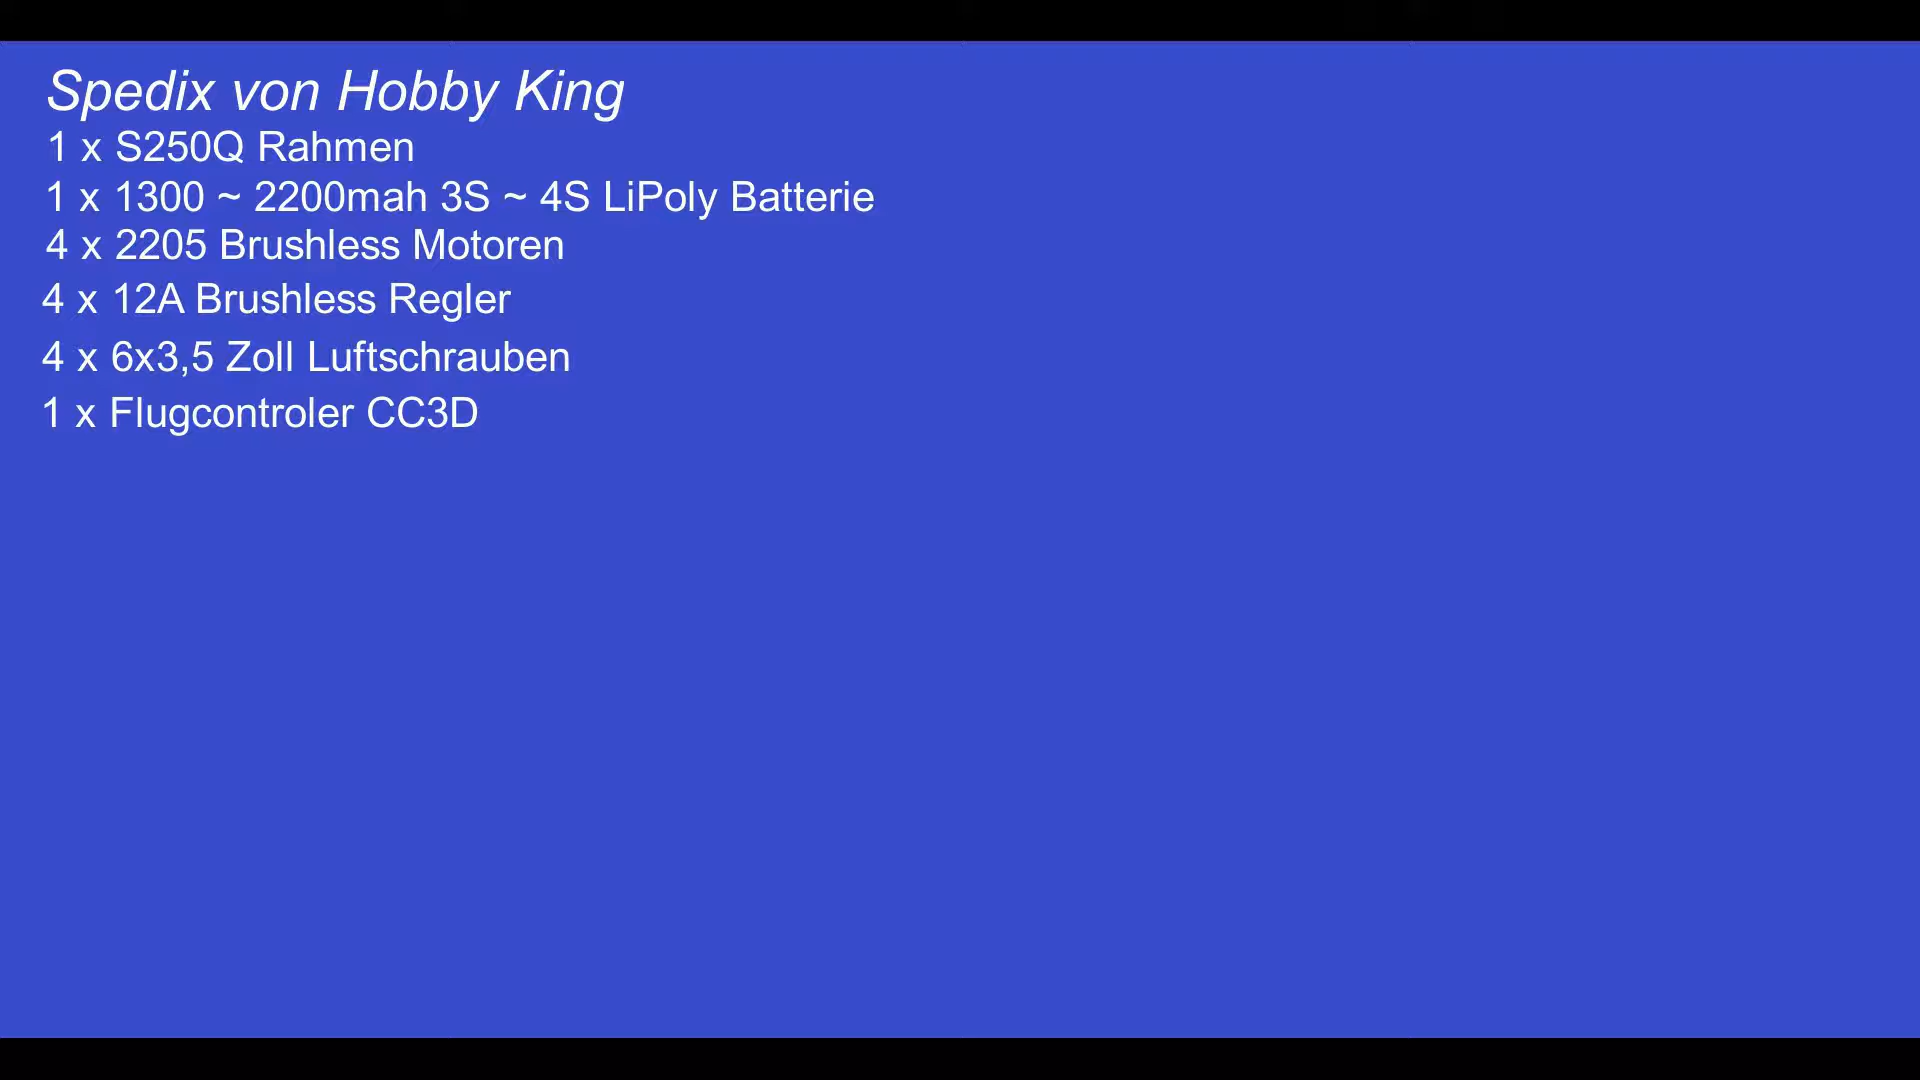 Spedix von Hobby King
1 x S250Q Rahmen
1 x 1300 ~ 2200mah 3S ~ 4S LiPoly Batterie
4 x 2205 Brushless Motoren
4 x 12A Brushless Regler
4 x 6x3,5 Zoll Luftschrauben
1 x Flugcontroler CC3D